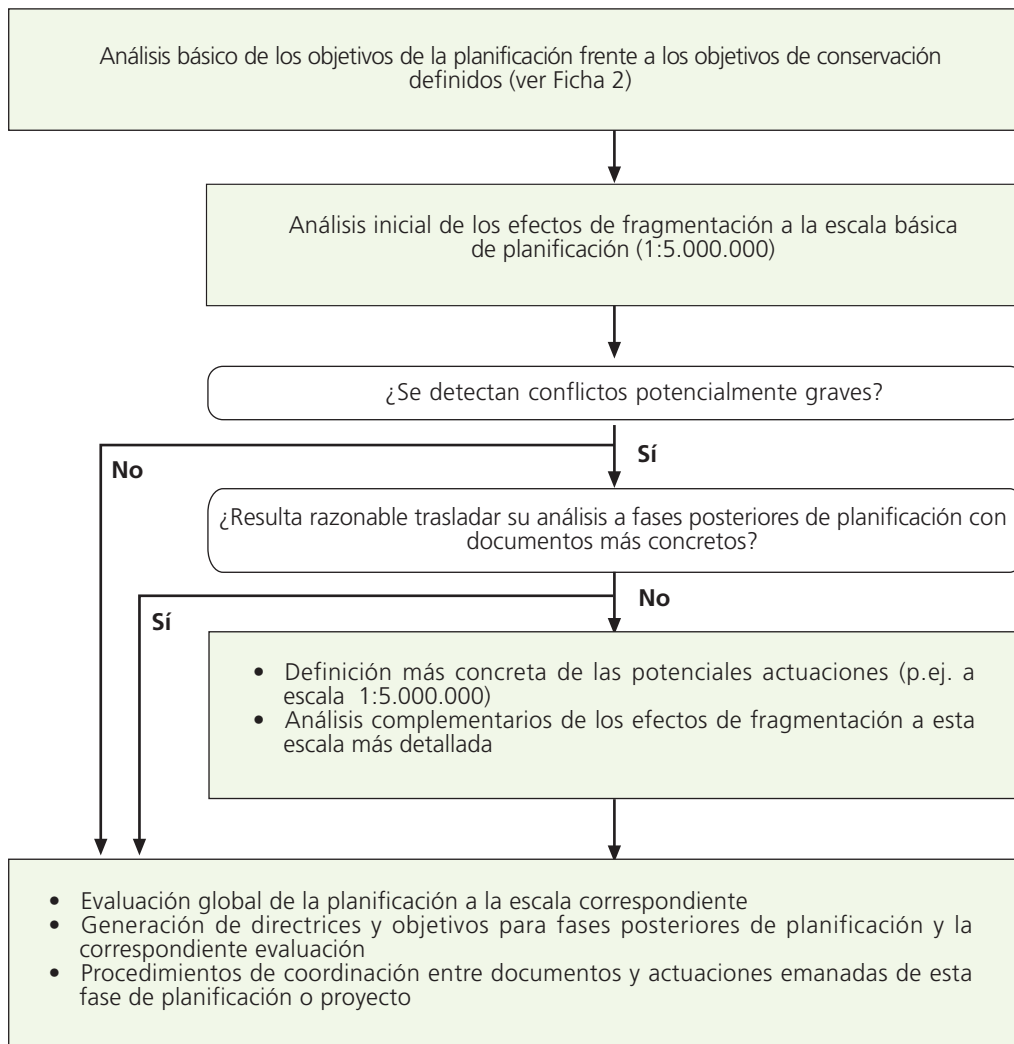 Análisis básico de los objetivos de la planificación frente a los objetivos de conservación
definidos (ver Ficha 2)
Análisis inicial de los efectos de fragmentación a la escala básica
de planificación (1:5.000.000)
¿Se detectan conflictos potencialmente graves?
No
Sí
¿Resulta razonable trasladar su análisis a fases posteriores de planificación con
documentos más concretos?
Sí
No
• Definición más concreta de las potenciales actuaciones (p.ej. a
escala 1:5.000.000)
• Análisis complementarios de los efectos de fragmentación a esta
escala más detallada
• Evaluación global de la planificación a la escala correspondiente
• Generación de directrices y objetivos para fases posteriores de planificación y la
correspondiente evaluación
• Procedimientos de coordinación entre documentos y actuaciones emanadas de esta
fase de planificación o proyecto